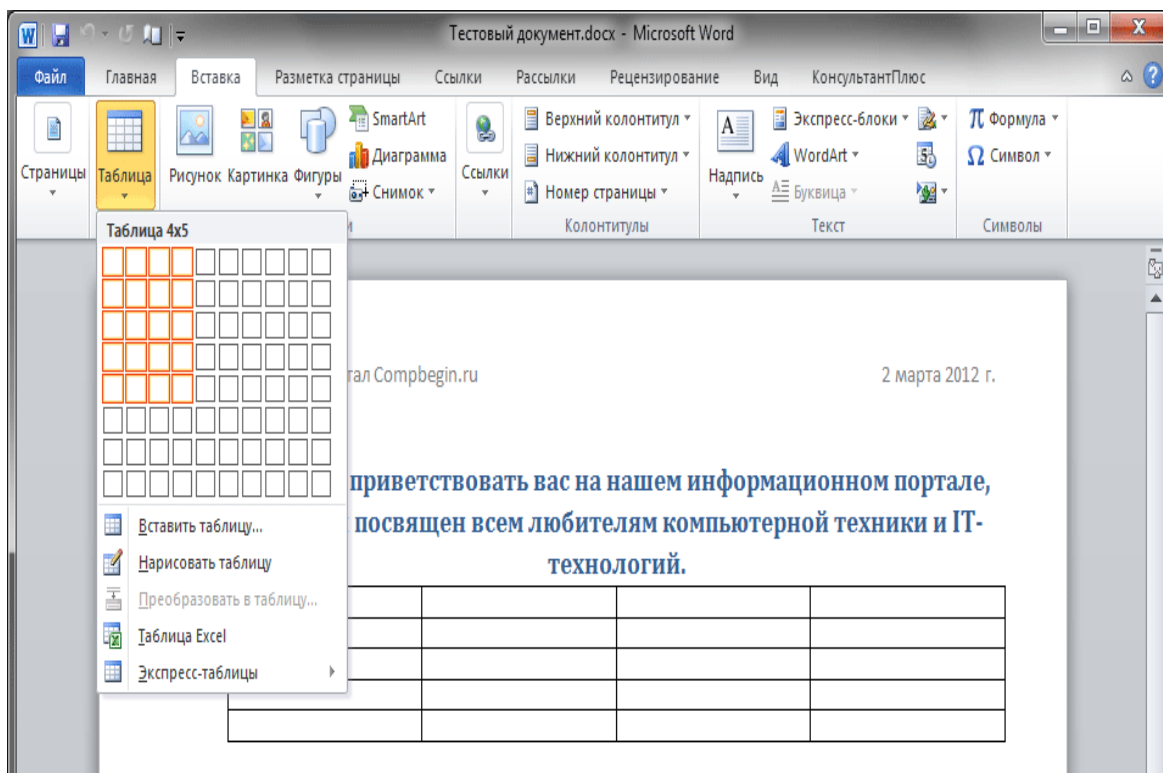 Тестовый документ.docx - Microsoft Word
Файл Главная Вставка Разметка страницы Ссылки Рассылки Рецензирование Вид КонсультантПлюс
Страницы
Таблица
Рисунок Картинка Фигуры
SmartArt
Диаграмма
Снимок
Ссылки
Верхний колонтитул
Нижний колонтитул
Номер страницы
Колонтитулы
Надпись
Экспресс-блоки
WordArt
Буквица
Текст
π Формула
Ω Символ
Символы
Таблица 4x5
Вставить таблицу...
Нарисовать таблицу
Преобразовать в таблицу...
Таблица Excel
Экспресс-таблицы
Compbegin.ru
2 марта 2012 г.
приветствовать вас на нашем информационном портале,
посвящен всем любителям компьютерной техники и IT-
технологий.